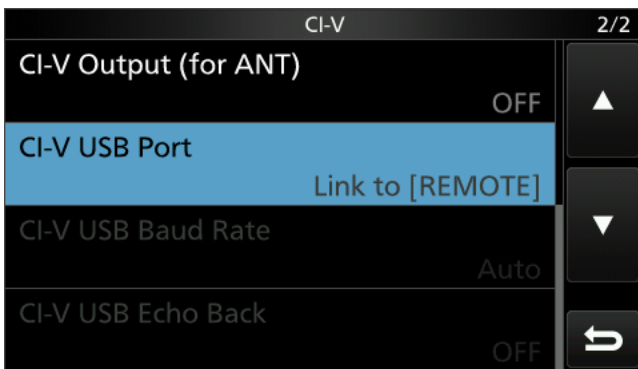 CI-V
2/2
CI-V Output (for ANT)
OFF
CI-V USB Port
Link to [REMOTE]
CI-V USB Baud Rate
Auto
CI-V USB Echo Back
OFF